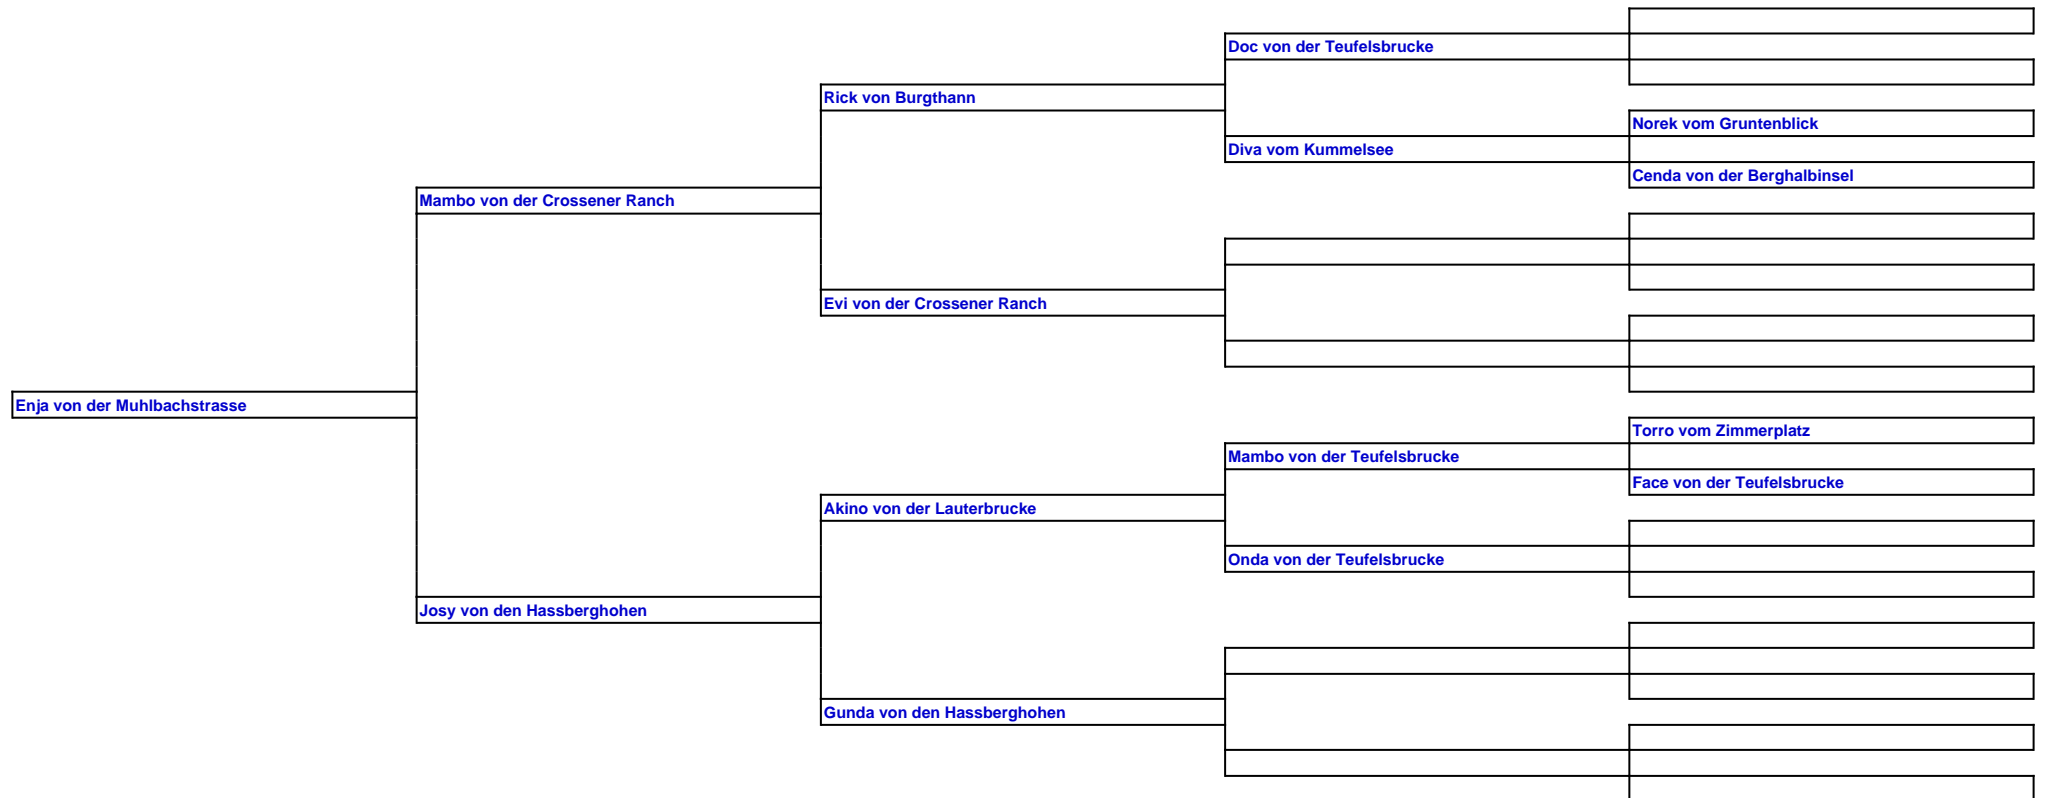 Doc von der Teufelsbrucke
Rick von Burgthann
Norek vom Gruntenblick
Diva vom Kummelsee
Cenda von der Berghalbinsel
Mambo von der Crossener Ranch
Evi von der Crossener Ranch
Enja von der Muhlbachstrasse
Torro vom Zimmerplatz
Mambo von der Teufelsbrucke
Face von der Teufelsbrucke
Akino von der Lauterbrucke
Onda von der Teufelsbrucke
Josy von den Hassberghohen
Gunda von den Hassberghohen